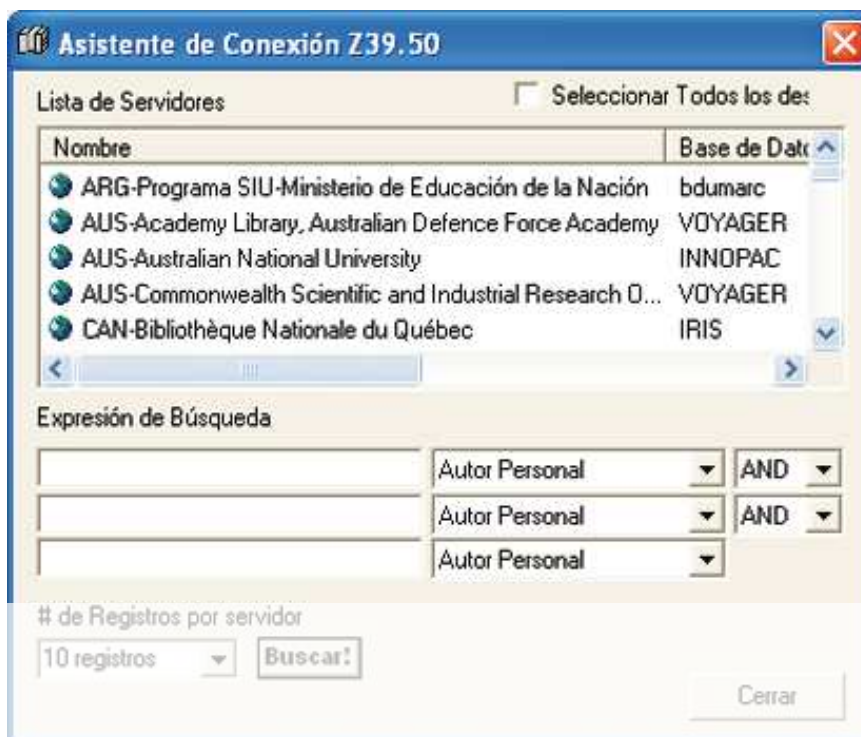 Asistente de Conexión Z39.50
Lista de Servidores Seleccionar Todos los des
Nombre Base de Dato
ARG-Programa SIU-Ministerio de Educación de la Nación bdumarc
AUS-Academy Library, Australian Defence Force Academy VOYAGER
AUS-Australian National University INNOPAC
AUS-Commonwealth Scientific and Industrial Research O... VOYAGER
CAN-Bibliothèque Nationale du Québec IRIS
Expresión de Búsqueda
Autor Personal AND
Autor Personal AND
Autor Personal
# de Registros por servidor
10 registros Buscar!
Cerrar